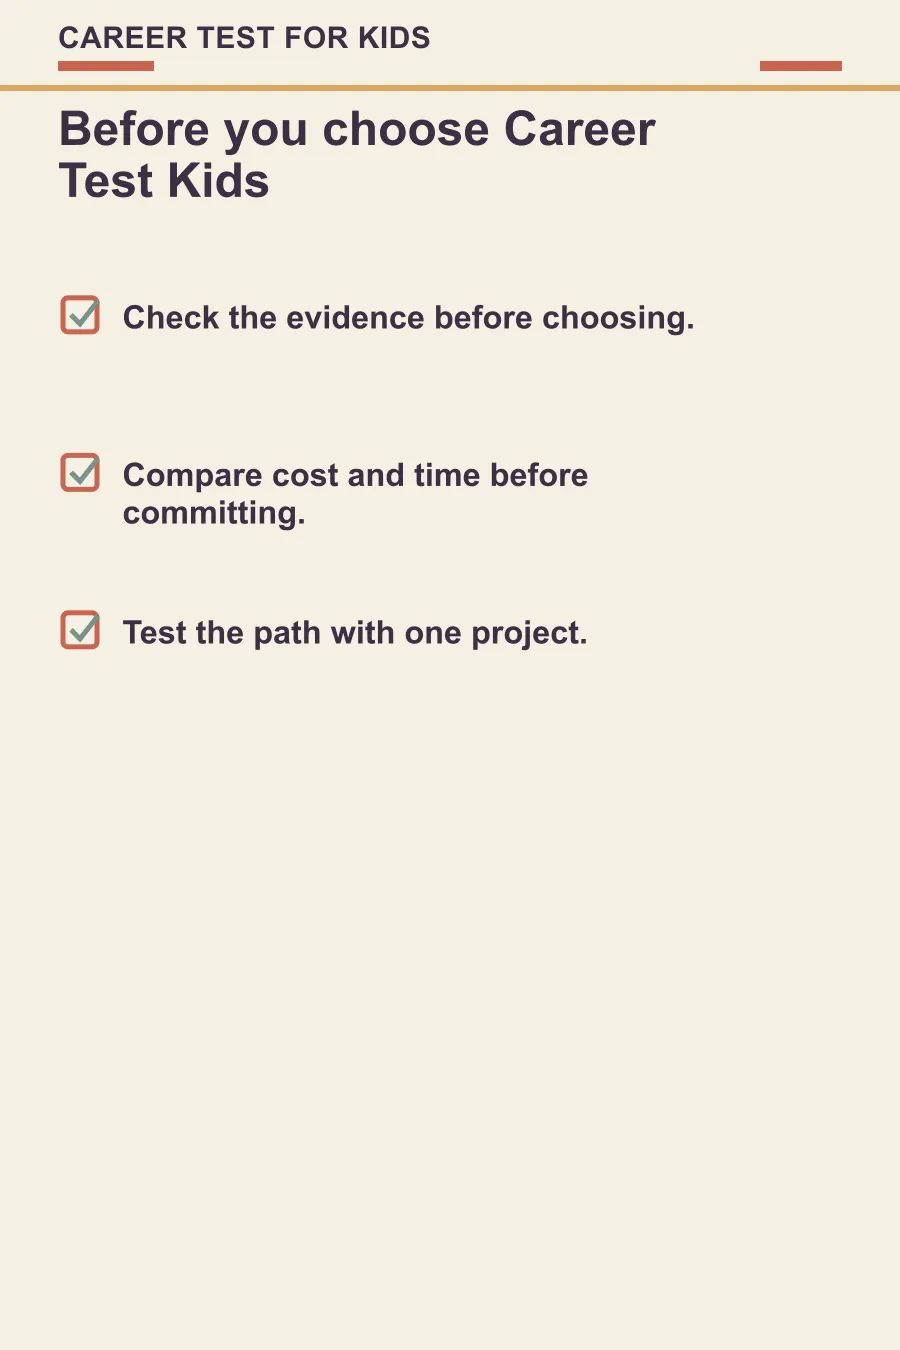 CAREER TEST FOR KIDS
Before you choose Career
Test Kids
Check the evidence before choosing.
Compare cost and time before
committing.
Test the path with one project.